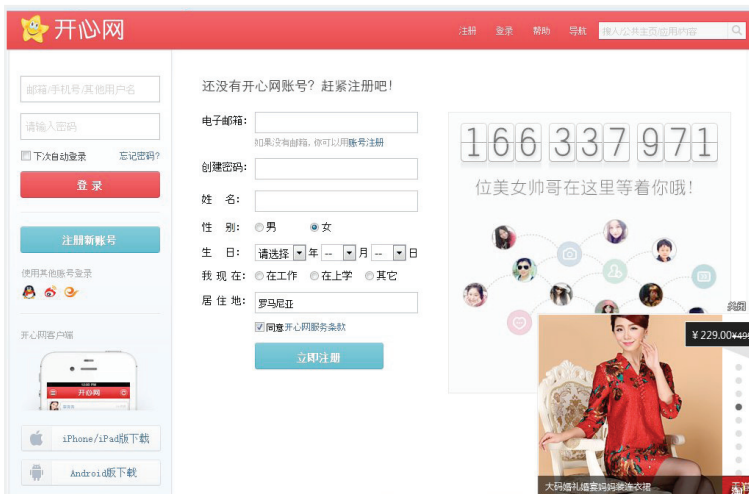 开心网
注册 登录 帮助 导航 搜人/公共主页/应用/内容
邮箱/手机号/其他用户名
请输入密码
下次自动登录 忘记密码?
登 录
注册新账号
使用其他账号登录
开心网客户端
12:00 PM
开心网
iPhone/iPad版下载
Android版下载
还没有开心网账号？赶紧注册吧！
电子邮箱:
如果没有邮箱, 你可以用账号注册
创建密码:
姓 名:
性 别: 男 女
生 日: 请选择 年 -- 月 -- 日
我 现 在: 在工作 在上学 其它
居 住 地: 罗马尼亚
同意开心网服务条款
立即注册
166 337 971
位美女帅哥在这里等着你哦！
关闭
¥ 229.00
大码婚礼婚宴妈妈装连衣裙